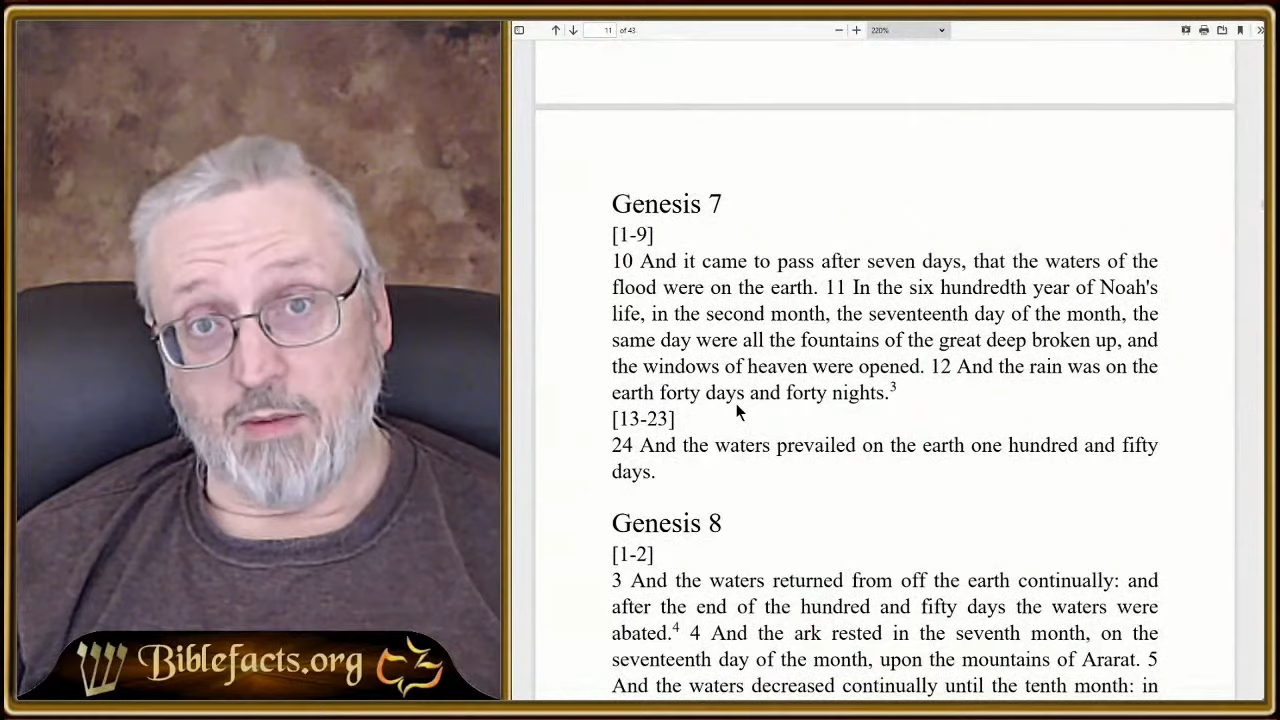 11 of 43
220%
Genesis 7
[1-9]
10 And it came to pass after seven days, that the waters of the
flood were on the earth. 11 In the six hundredth year of Noah's
life, in the second month, the seventeenth day of the month, the
same day were all the fountains of the great deep broken up, and
the windows of heaven were opened. 12 And the rain was on the
earth forty days and forty nights.3
[13-23]
24 And the waters prevailed on the earth one hundred and fifty
days.
Genesis 8
[1-2]
3 And the waters returned from off the earth continually: and
after the end of the hundred and fifty days the waters were
abated.4 4 And the ark rested in the seventh month, on the
seventeenth day of the month, upon the mountains of Ararat. 5
And the waters decreased continually until the tenth month: in
Biblefacts.org